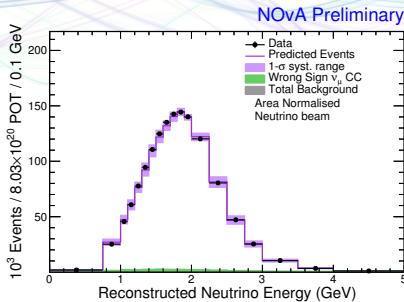 NOvA Preliminary
Data
Predicted Events
1-σ syst. range
Wrong Sign νμ CC
Total Background
Area Normalised
Neutrino beam
10³ Events / 8.03×10²⁰ POT / 0.1 GeV
200
150
100
50
0 1 2 3 4 5
Reconstructed Neutrino Energy (GeV)